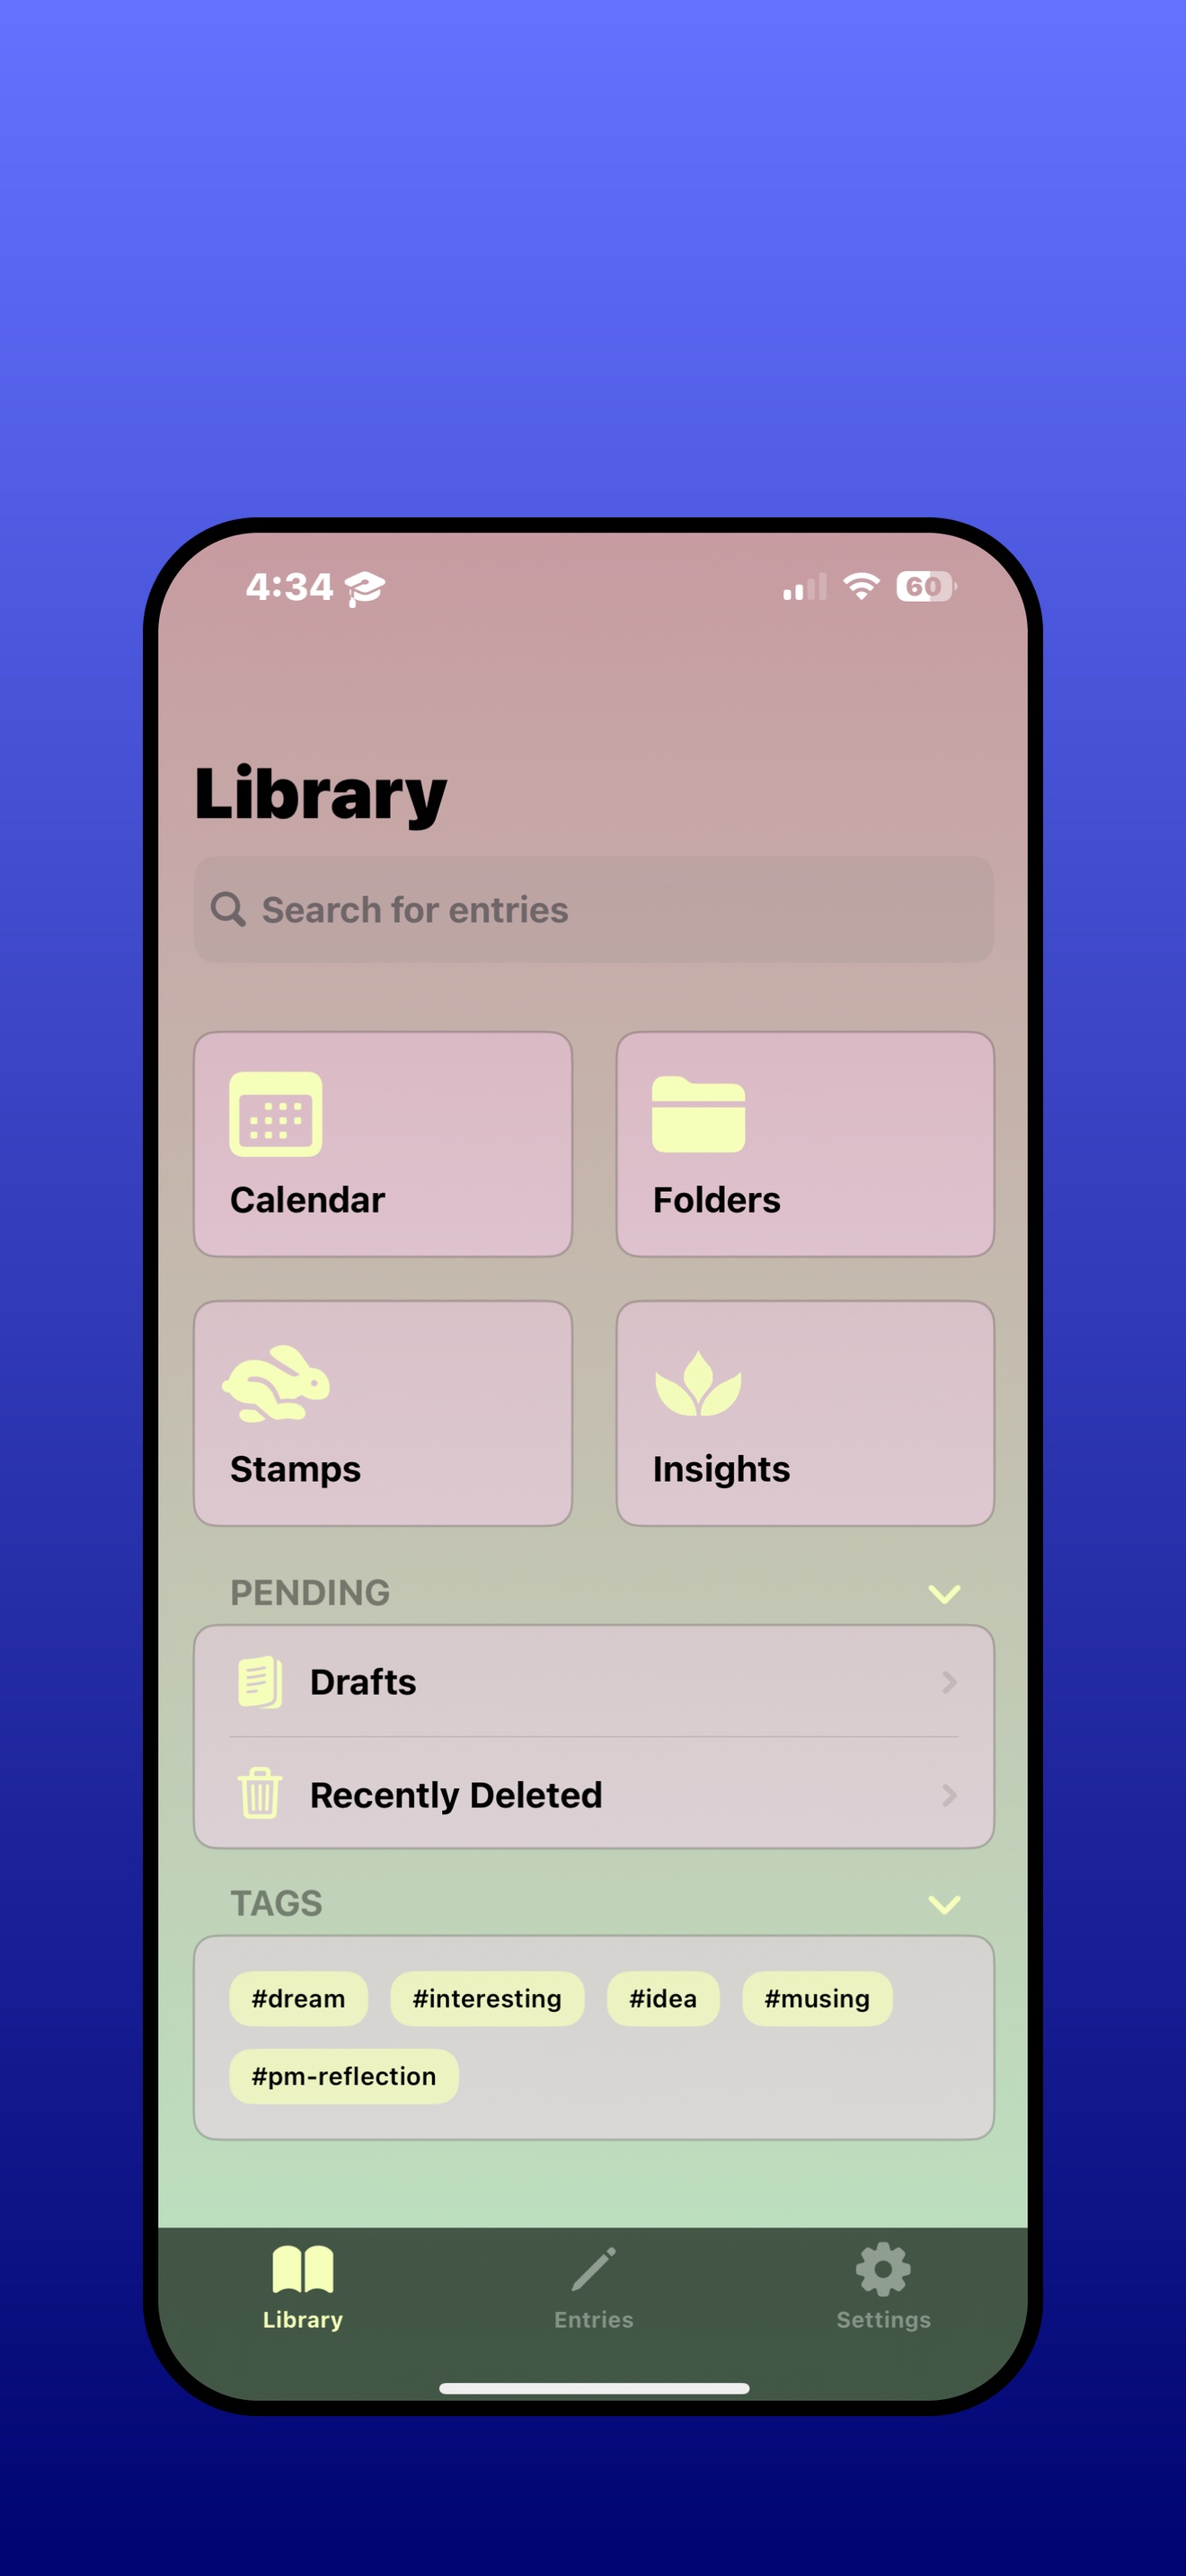 4:34
60
Library
Search for entries
Calendar
Folders
Stamps
Insights
PENDING
Drafts
Recently Deleted
TAGS
#dream #interesting #idea #musing
#pm-reflection
Library Entries Settings